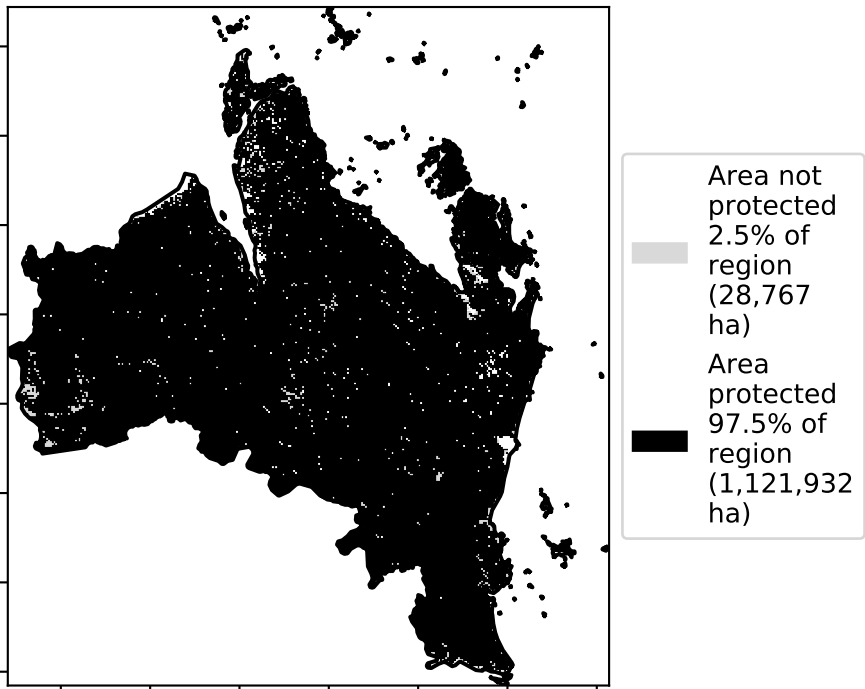 Area not
protected
2.5% of
region
(28,767
ha)
Area
protected
97.5% of
region
(1,121,932
ha)